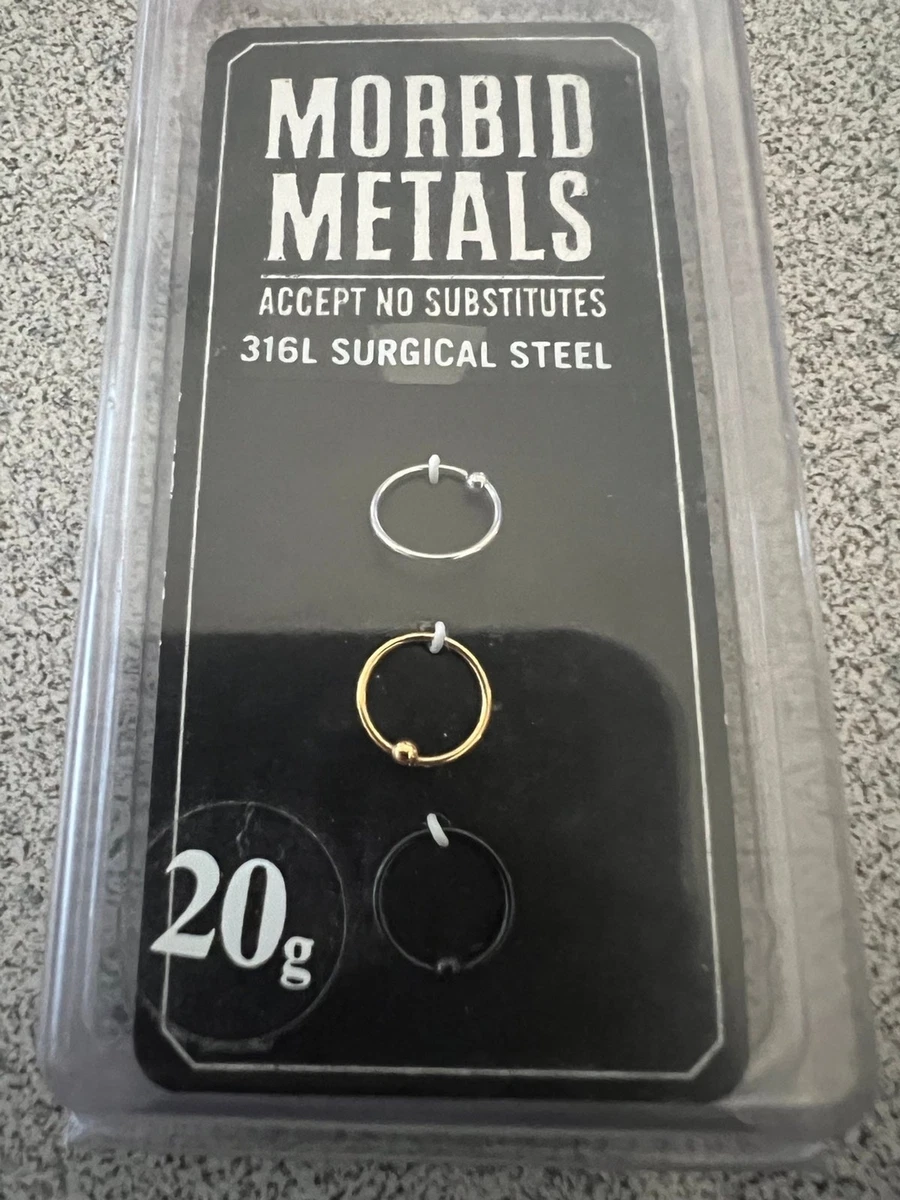 MORBID
METALS
ACCEPT NO SUBSTITUTES
316L SURGICAL STEEL
20g